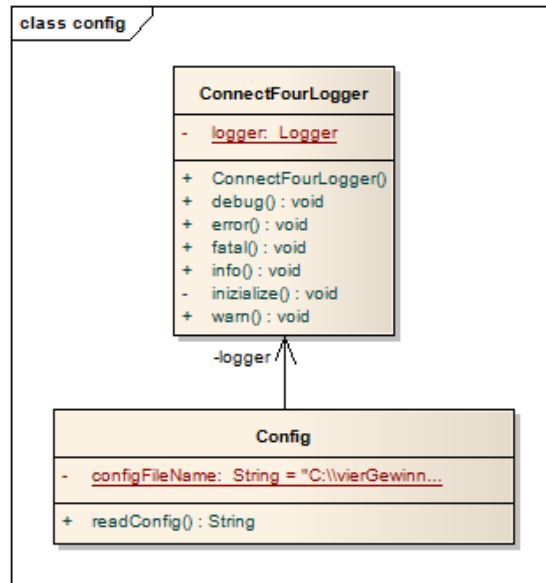 class config
ConnectFourLogger
- logger: Logger
+ ConnectFourLogger()
+ debug() : void
+ error() : void
+ fatal() : void
+ info() : void
- inizialize() : void
+ warn() : void
-logger
Config
- configFileName: String = "C:\\vierGewinn...
+ readConfig() : String